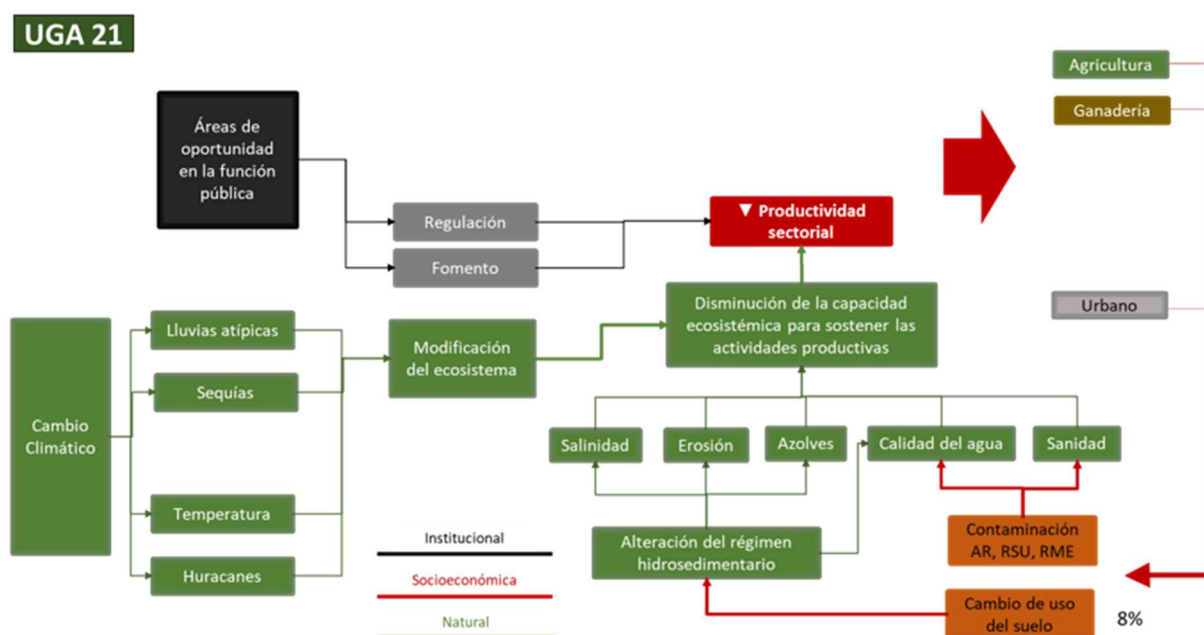 UGA 21
Áreas de
oportunidad
en la función
pública
Regulación
Fomento
▼ Productividad
sectorial
Agricultura
Ganadería
Urbano
Cambio
Climático
Lluvias atípicas
Sequías
Temperatura
Huracanes
Modificación
del ecosistema
Disminución de la capacidad
ecosistémica para sostener las
actividades productivas
Salinidad
Erosión
Azolves
Calidad del agua
Sanidad
Alteración del régimen
hidrosedimentario
Contaminación
AR, RSU, RME
Cambio de uso
del suelo
8%
Institucional
Socioeconómica
Natural